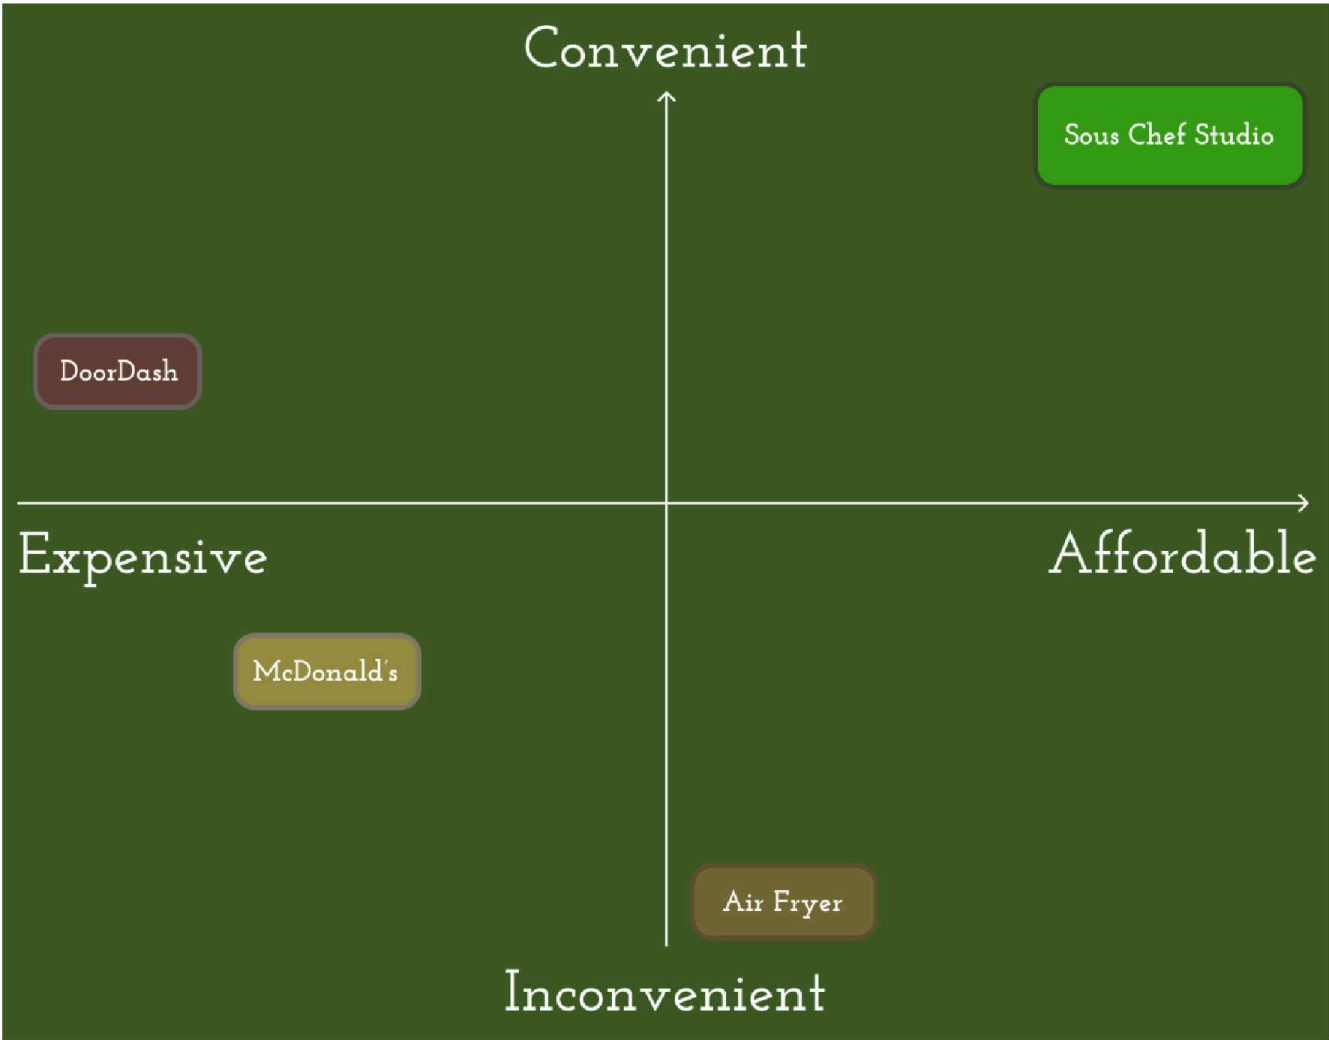 Convenient
Sous Chef Studio
DoorDash
Expensive
Affordable
McDonald's
Air Fryer
Inconvenient